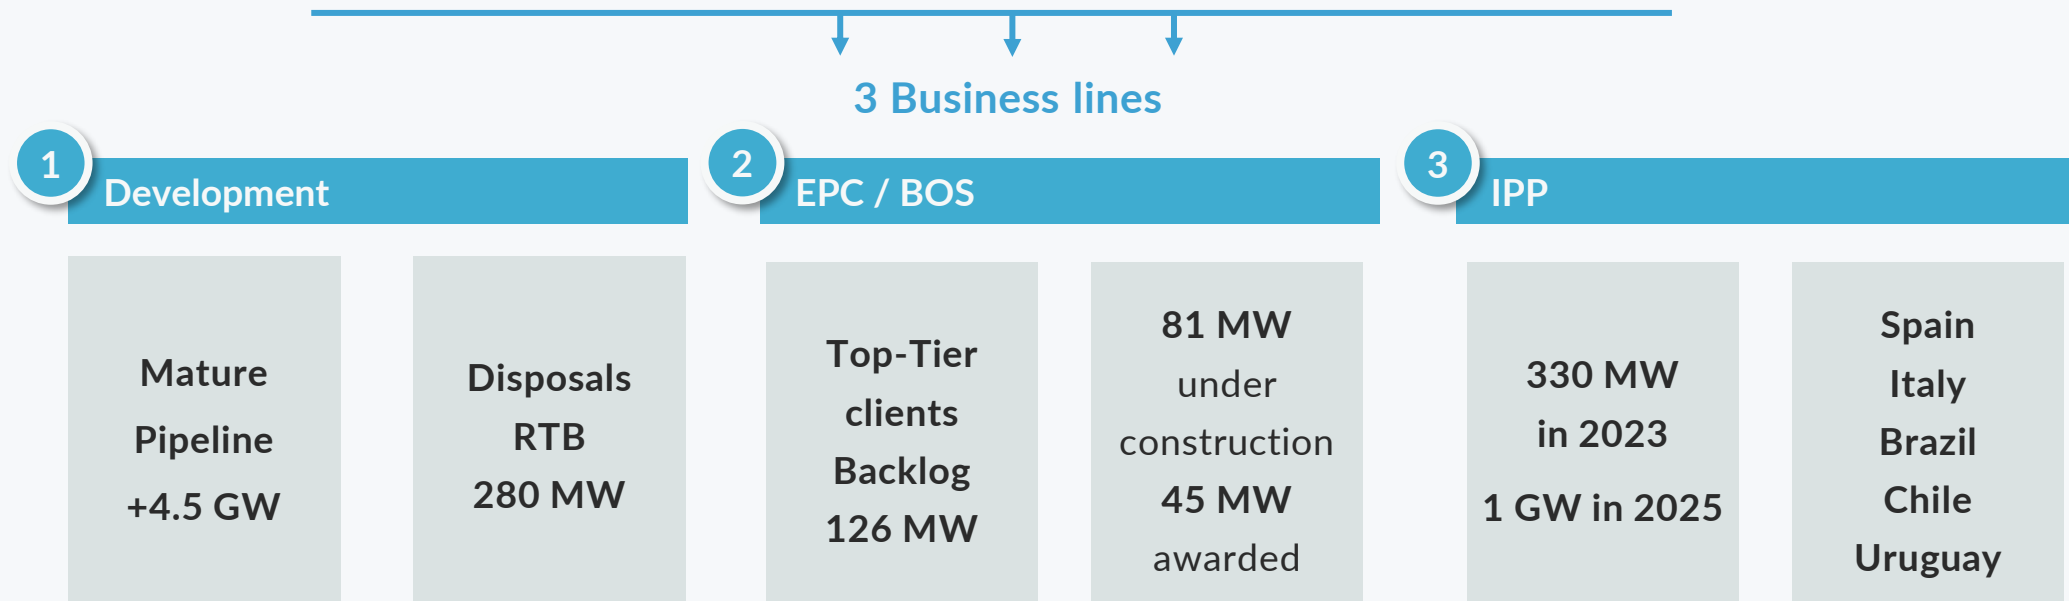 3 Business lines
1
Development
2
EPC / BOS
3
IPP
Mature
Pipeline
+4.5 GW
Disposals
RTB
280 MW
Top-Tier
clients
Backlog
126 MW
81 MW
under
construction
45 MW
awarded
330 MW
in 2023
1 GW in 2025
Spain
Italy
Brazil
Chile
Uruguay